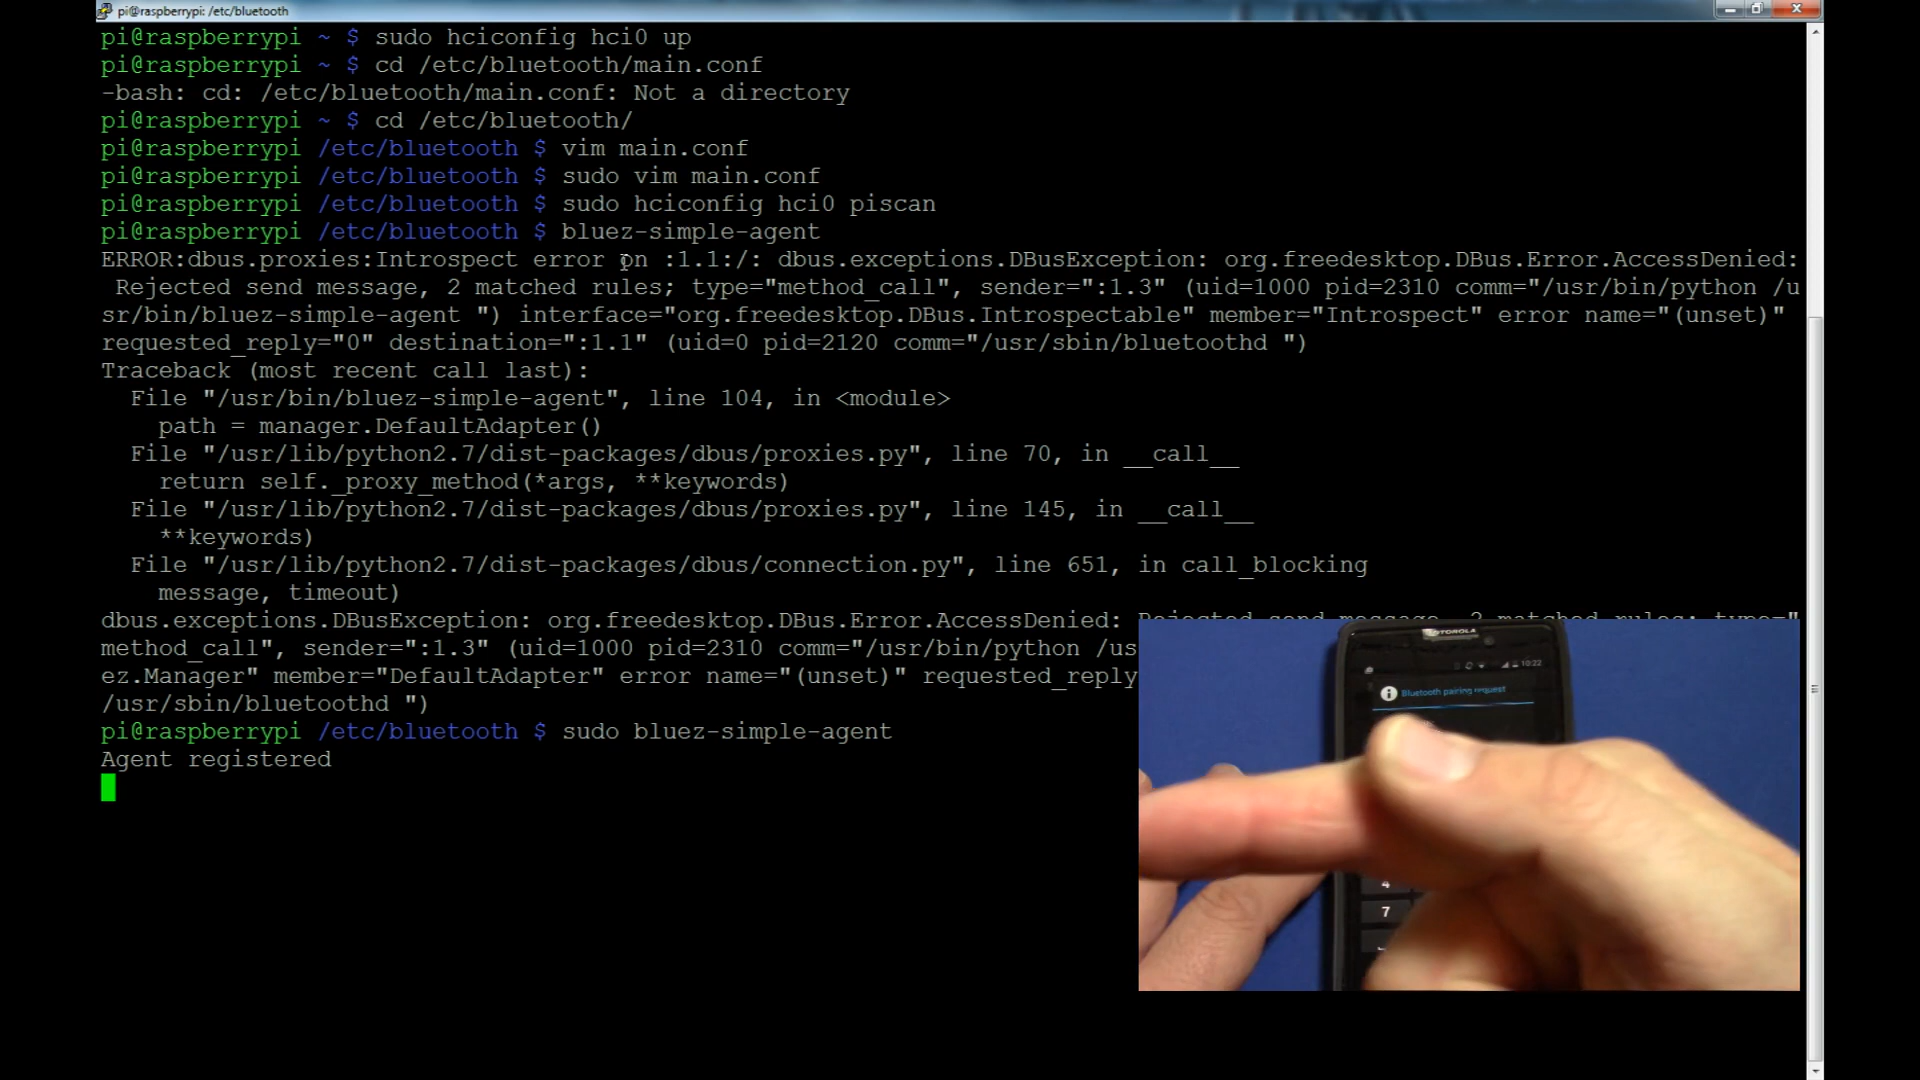 pi@raspberrypi: /etc/bluetooth
pi@raspberrypi ~ $ sudo hciconfig hci0 up
pi@raspberrypi ~ $ cd /etc/bluetooth/main.conf
-bash: cd: /etc/bluetooth/main.conf: Not a directory
pi@raspberrypi ~ $ cd /etc/bluetooth/
pi@raspberrypi /etc/bluetooth $ vim main.conf
pi@raspberrypi /etc/bluetooth $ sudo vim main.conf
pi@raspberrypi /etc/bluetooth $ sudo hciconfig hci0 piscan
pi@raspberrypi /etc/bluetooth $ bluez-simple-agent
ERROR:dbus.proxies:Introspect error on :1.1:/: dbus.exceptions.DBusException: org.freedesktop.DBus.Error.AccessDenied:
Rejected send message, 2 matched rules; type="method_call", sender=":1.3" (uid=1000 pid=2310 comm="/usr/bin/python /u
sr/bin/bluez-simple-agent ") interface="org.freedesktop.DBus.Introspectable" member="Introspect" error name="(unset)"
requested_reply="0" destination=":1.1" (uid=0 pid=2120 comm="/usr/sbin/bluetoothd ")
Traceback (most recent call last):
File "/usr/bin/bluez-simple-agent", line 104, in <module>
path = manager.DefaultAdapter()
File "/usr/lib/python2.7/dist-packages/dbus/proxies.py", line 70, in __call__
return self._proxy_method(*args, **keywords)
File "/usr/lib/python2.7/dist-packages/dbus/proxies.py", line 145, in __call__
**keywords)
File "/usr/lib/python2.7/dist-packages/dbus/connection.py", line 651, in call_blocking
message, timeout)
dbus.exceptions.DBusException: org.freedesktop.DBus.Error.AccessDenied: Rejected send message, 2 matched rules; type="
method_call", sender=":1.3" (uid=1000 pid=2310 comm="/usr/bin/python /us
ez.Manager" member="DefaultAdapter" error name="(unset)" requested_reply
/usr/sbin/bluetoothd ")
pi@raspberrypi /etc/bluetooth $ sudo bluez-simple-agent
Agent registered
MOTOROLA
10:22
Bluetooth pairing request
4
7